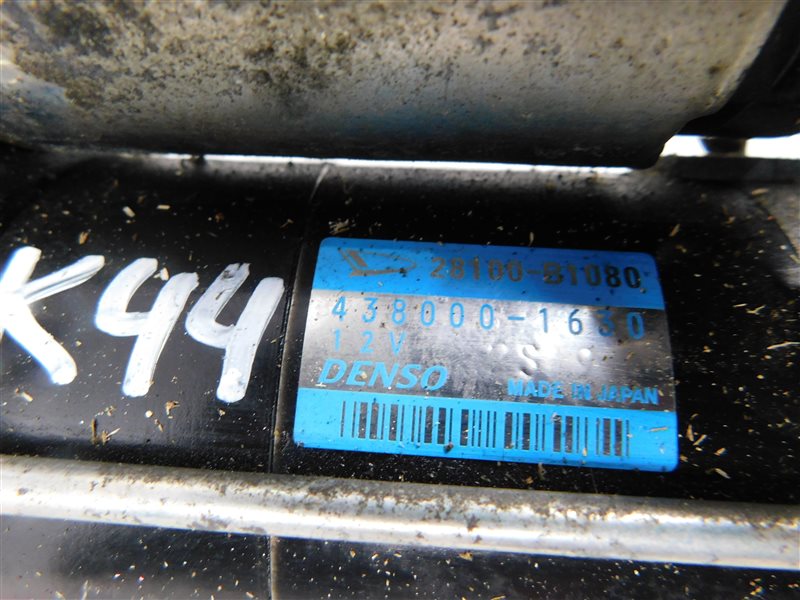 K44
28100-B1080
438000-1630
12V
DENSO
MADE IN JAPAN